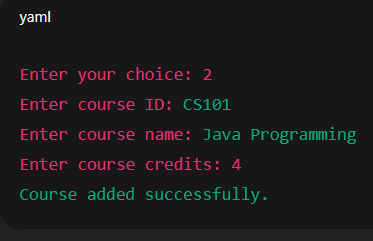 yaml
Enter your choice: 2
Enter course ID: CS101
Enter course name: Java Programming
Enter course credits: 4
Course added successfully.